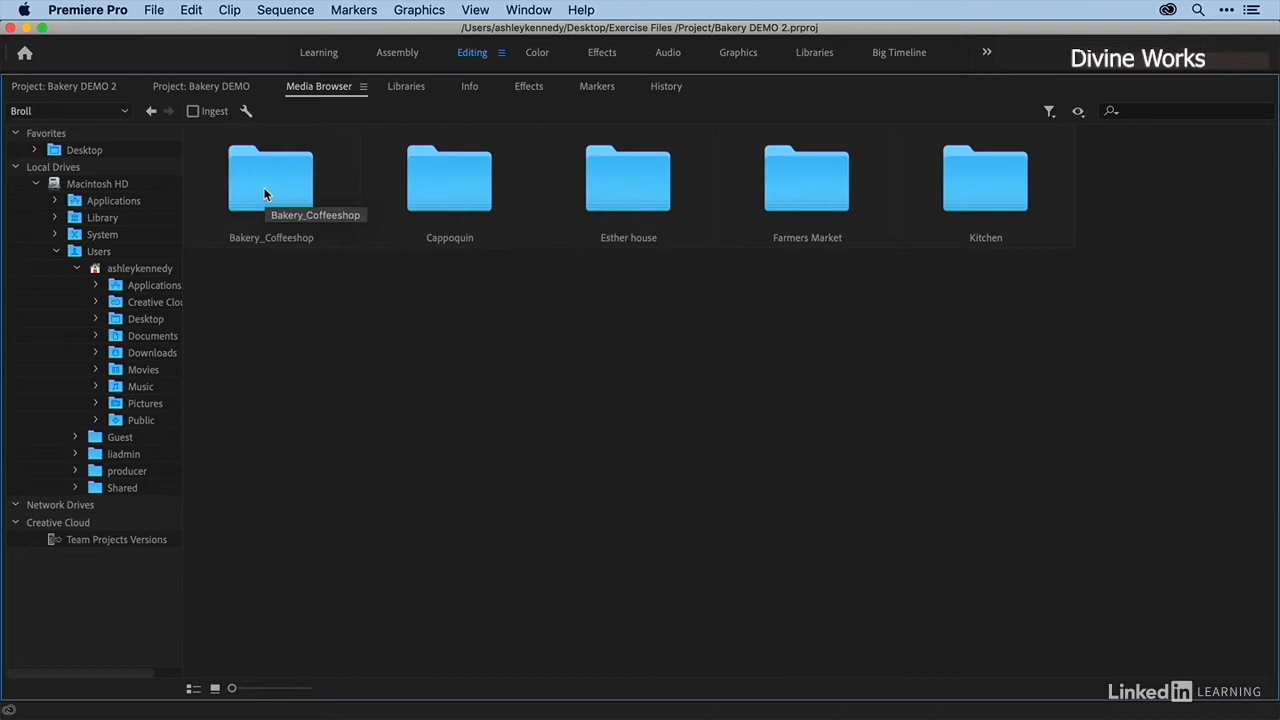 Premiere Pro File Edit Clip Sequence Markers Graphics View Window Help
/Users/ashleykennedy/Desktop/Exercise Files /Project/Bakery DEMO 2.prproj
Learning Assembly Editing Color Effects Audio Graphics Libraries Big Timeline
Divine Works
Project: Bakery DEMO 2 Project: Bakery DEMO Media Browser Libraries Info Effects Markers History
Broll Ingest
Favorites
Desktop
Local Drives
Macintosh HD
Applications
Library
System
Users
ashleykennedy
Applications
Creative Clou
Desktop
Documents
Downloads
Movies
Music
Pictures
Public
Guest
liadmin
producer
Shared
Network Drives
Creative Cloud
Team Projects Versions
Bakery_Coffeeshop
Bakery_Coffeeshop Cappoquin Esther house Farmers Market Kitchen
Linked in LEARNING